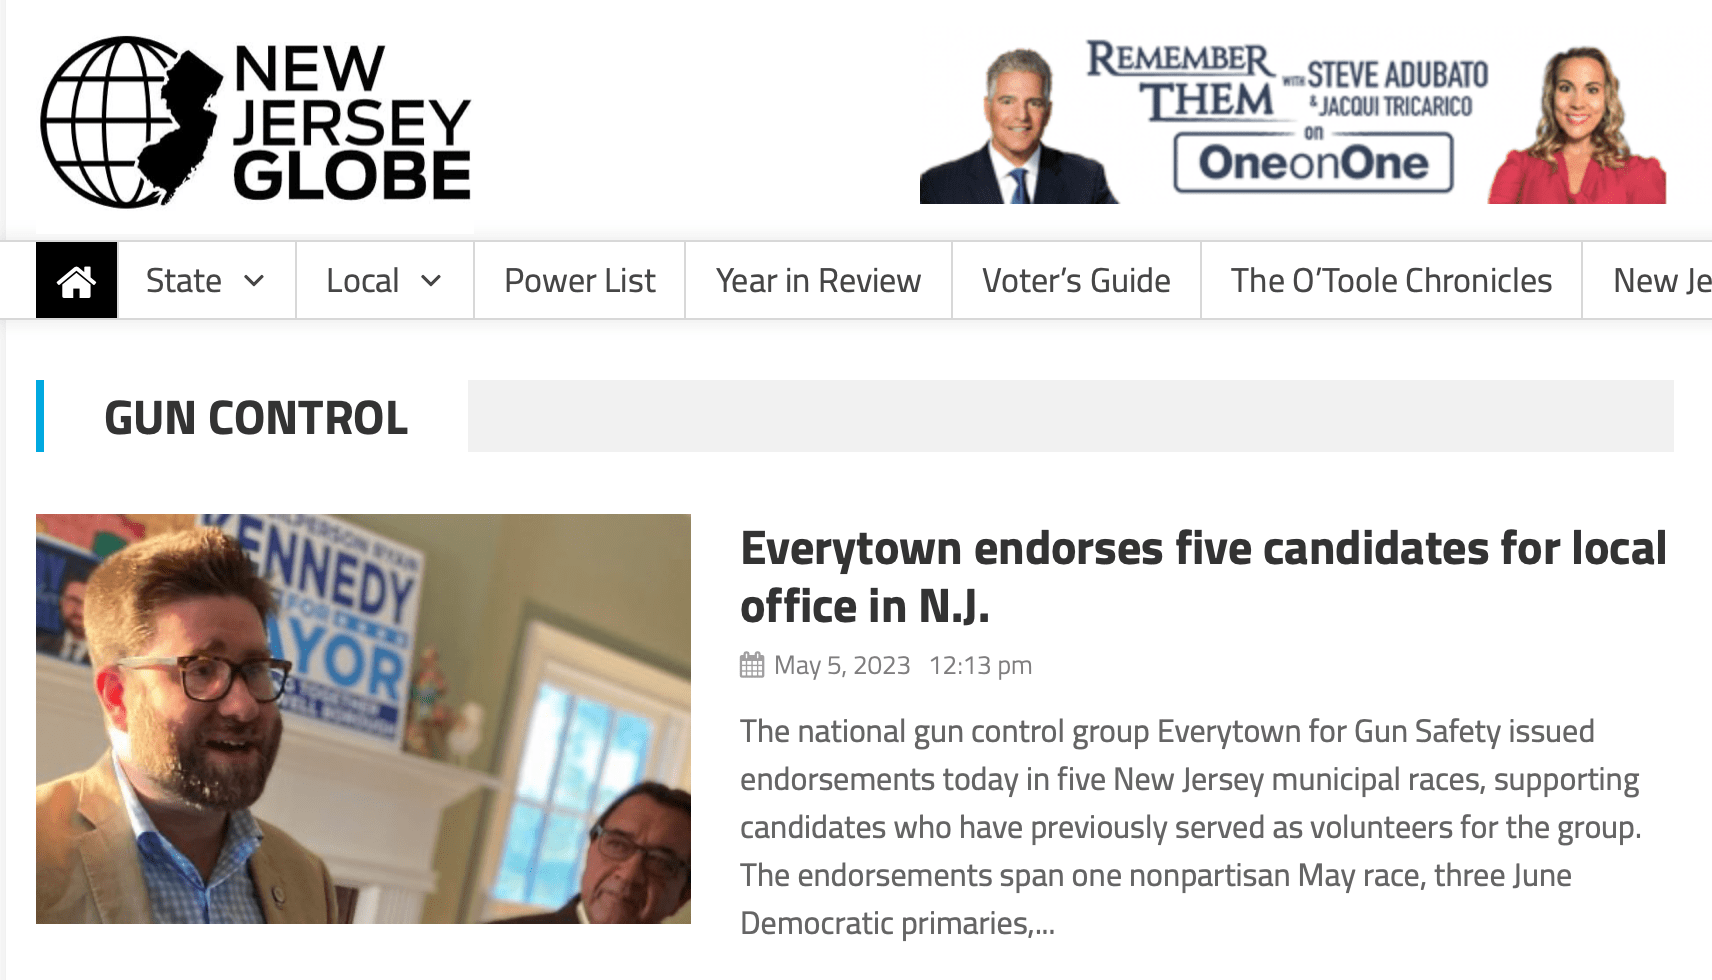 NEW
JERSEY
GLOBE
REMEMBER
THEM
WITH STEVE ADUBATO
& JACQUI TRICARICO
on
OneonOne
State
Local
Power List
Year in Review
Voter’s Guide
The O’Toole Chronicles
New Je
GUN CONTROL
KENNEDY
FOR
AYOR
TOGETHER
WELL BOROUGH
Everytown endorses five candidates for local
office in N.J.
May 5, 2023 12:13 pm
The national gun control group Everytown for Gun Safety issued
endorsements today in five New Jersey municipal races, supporting
candidates who have previously served as volunteers for the group.
The endorsements span one nonpartisan May race, three June
Democratic primaries,...